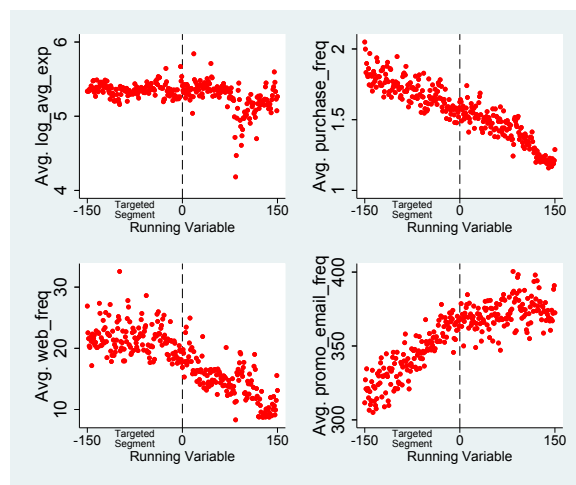 Avg. log_avg_exp
6
5
4
-150
0
150
Targeted
Segment
Running Variable
Avg. purchase_freq
2
1.5
1
-150
0
150
Targeted
Segment
Running Variable
Avg. web_freq
30
20
10
-150
0
150
Targeted
Segment
Running Variable
Avg. promo_email_freq
400
350
300
-150
0
150
Targeted
Segment
Running Variable